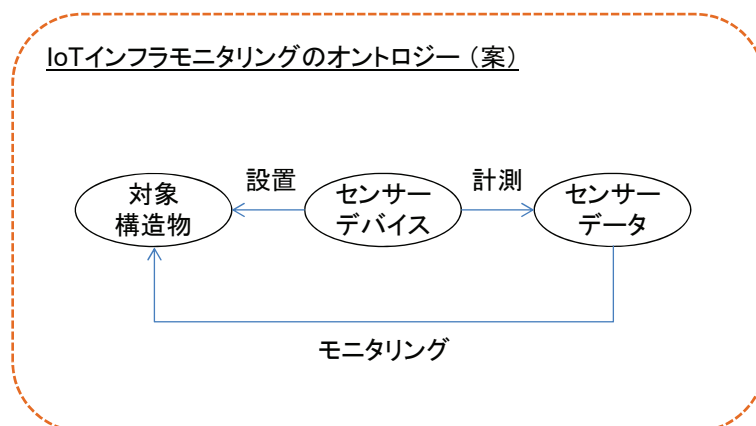 IoTインフラモニタリングのオントロジー（案）
設置
計測
対象
構造物
センサー
デバイス
センサー
データ
モニタリング